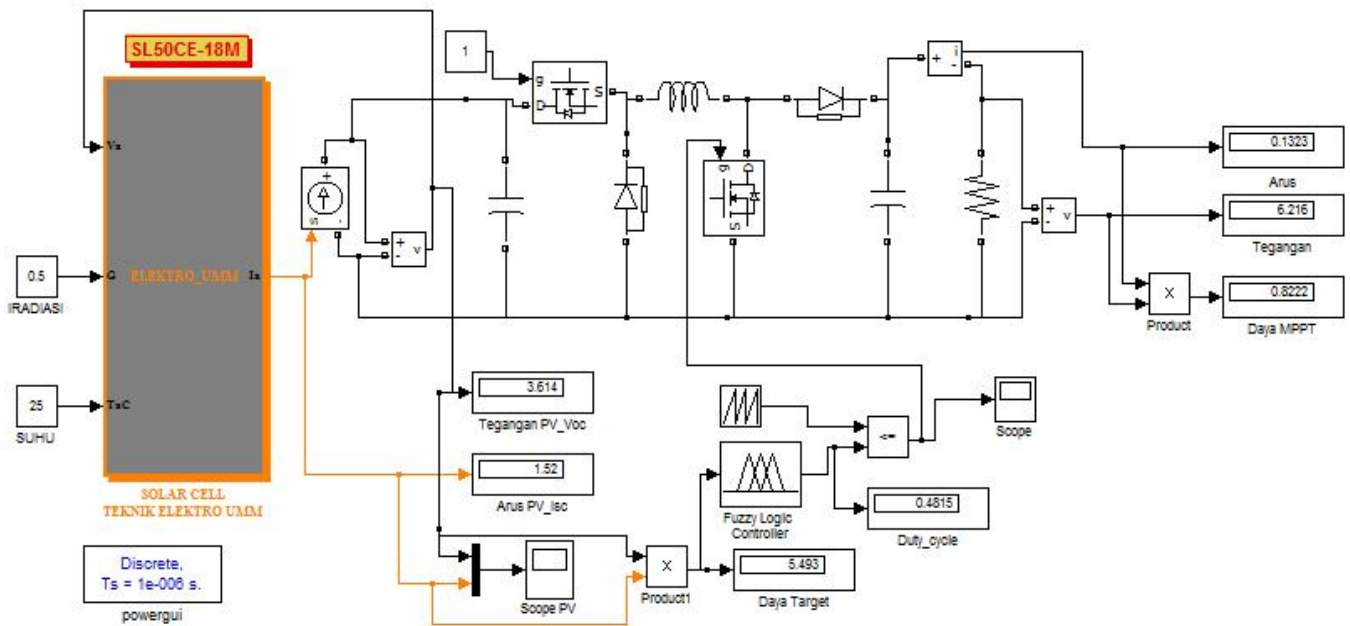 SL50CE-18M
Va
G
TaC
Ia
ELEKTRO_UMM
0.5
IRADIASI
25
SUHU
SOLAR CELL
TEKNIK ELEKTRO UMM
Discrete,
Ts = 1e-006 s.
powergui
s
+
-
+
-
v
1
g
D
S
g
D
S
+
i
-
+
-
v
0.1323
Arus
6.216
Tegangan
X
Product
0.8222
Daya MPPT
3.614
Tegangan PV_Voc
1.52
Arus PV_Isc
Scope PV
X
Product1
Fuzzy Logic
Controller
<=
Scope
0.4815
Duty_cycle
5.493
Daya Target